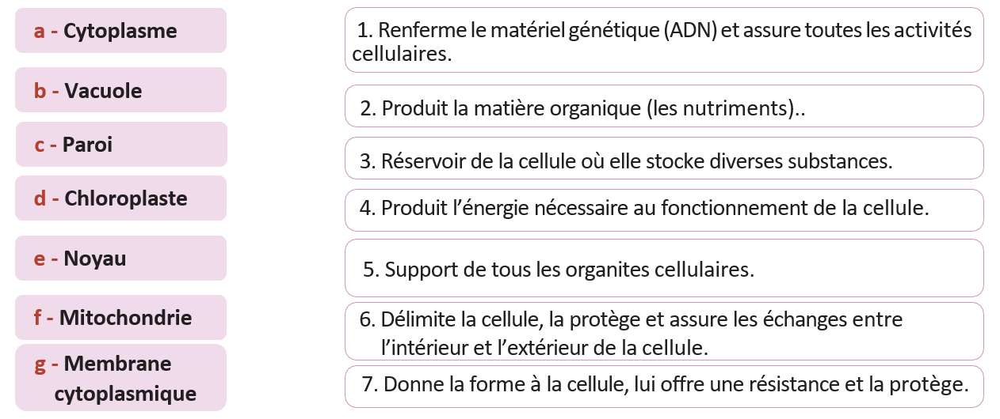 a - Cytoplasme
b - Vacuole
c - Paroi
d - Chloroplaste
e - Noyau
f - Mitochondrie
g - Membrane
cytoplasmique
1. Renferme le matériel génétique (ADN) et assure toutes les activités
cellulaires.
2. Produit la matière organique (les nutriments)..
3. Réservoir de la cellule où elle stocke diverses substances.
4. Produit l’énergie nécessaire au fonctionnement de la cellule.
5. Support de tous les organites cellulaires.
6. Délimite la cellule, la protège et assure les échanges entre
l’intérieur et l’extérieur de la cellule.
7. Donne la forme à la cellule, lui offre une résistance et la protège.